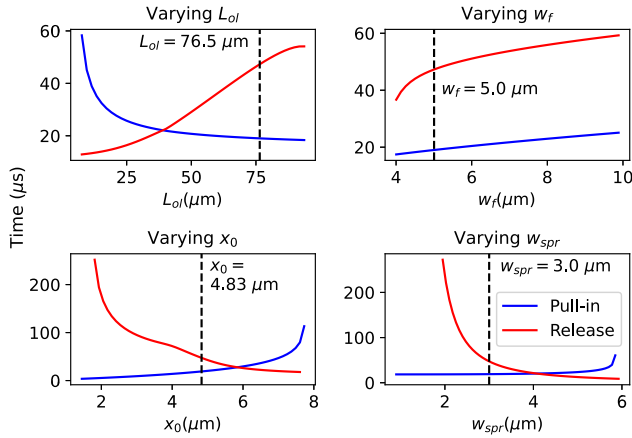 Varying L_ol
L_ol = 76.5 μm
60
40
20
25
50
75
L_ol(μm)
Varying w_f
w_f = 5.0 μm
60
40
20
4
6
8
10
w_f(μm)
Time (μs)
Varying x_0
x_0 =
4.83 μm
200
100
0
2
4
6
8
x_0(μm)
Varying w_spr
w_spr = 3.0 μm
Pull-in
Release
200
100
0
2
4
6
w_spr(μm)